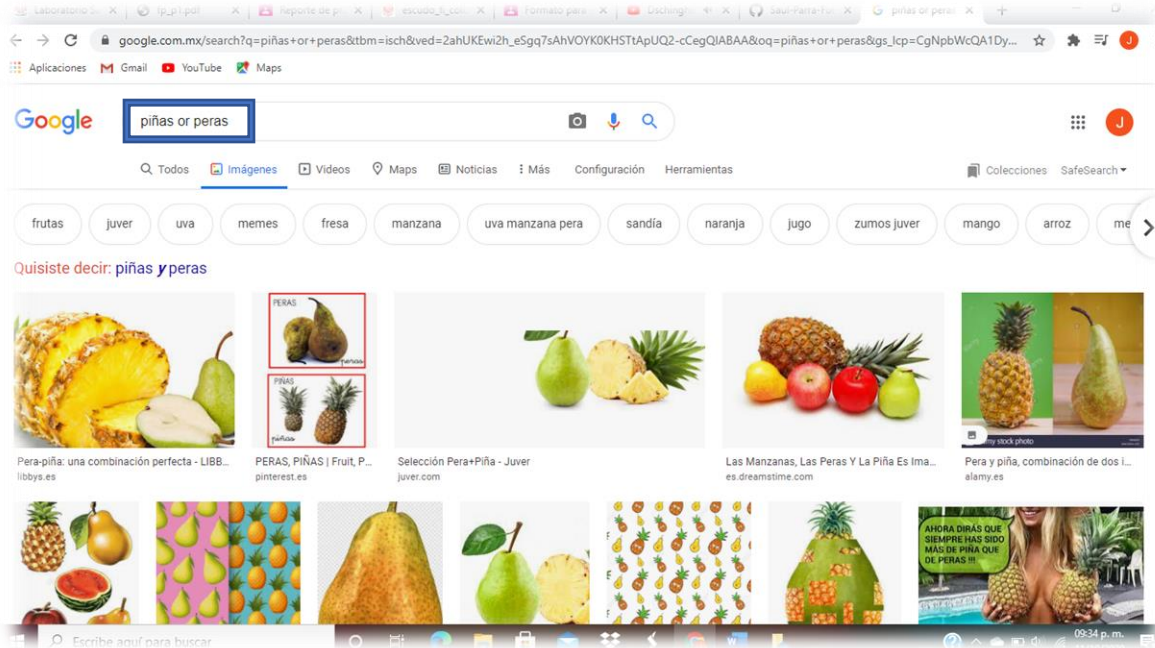 Laboratorio
lp_p1.pdf
Reporte de
escudo_fi_col
Formato para
Dschingh
Saul-Parra-Fun
piñas or peras
google.com.mx/search?q=piñas+or+peras&tbm=isch&ved=2ahUKEwi2h_eSgq7sAhVOYK0KHSTtApUQ2-cCegQIABAA&oq=piñas+or+peras&gs_lcp=CgNpbWcQA1Dy...
J
Aplicaciones Gmail YouTube Maps
Google piñas or peras J
Todos Imágenes Videos Maps Noticias Más Configuración Herramientas Colecciones SafeSearch
frutas juver uva memes fresa manzana uva manzana pera sandía naranja jugo zumos juver mango arroz me
Quisiste decir: piñas y peras
PERAS
peras
PIÑAS
piñas
stock photo
Pera-piña: una combinación perfecta - LIBB...
libbys.es
PERAS, PIÑAS | Fruit, P...
pinterest.es
Selección Pera+Piña - Juver
juver.com
Las Manzanas, Las Peras Y La Piña Es Ima...
es.dreamstime.com
Pera y piña, combinación de dos i...
alamy.es
AHORA DIRÁS QUE
SIEMPRE HAS SIDO
MÁS DE PIÑA QUE
DE PERAS !!!
Escribe aquí para buscar
09:34 p. m.